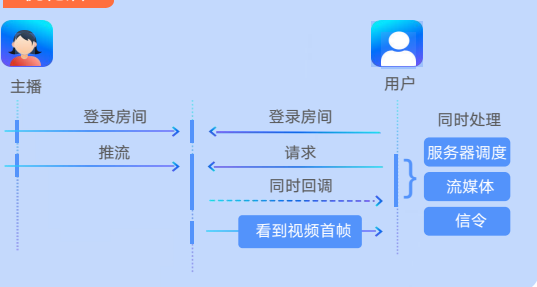 主播
用户
登录房间
登录房间
同时处理
推流
请求
服务器调度
同时回调
流媒体
看到视频首帧
信令